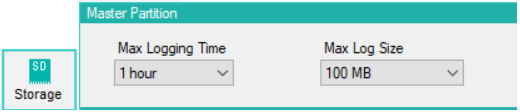 Master Partition
Max Logging Time Max Log Size
1 hour 100 MB
SD
Storage